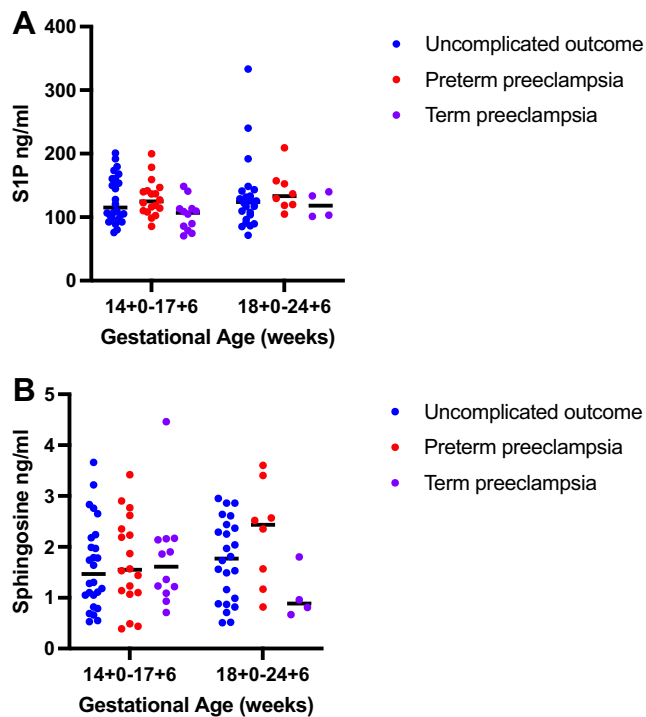 A
S1P ng/ml
400
300
200
100
0
14+0-17+6 18+0-24+6
Gestational Age (weeks)
Uncomplicated outcome
Preterm preeclampsia
Term preeclampsia
B
Sphingosine ng/ml
5
4
3
2
1
0
14+0-17+6 18+0-24+6
Gestational Age (weeks)
Uncomplicated outcome
Preterm preeclampsia
Term preeclampsia